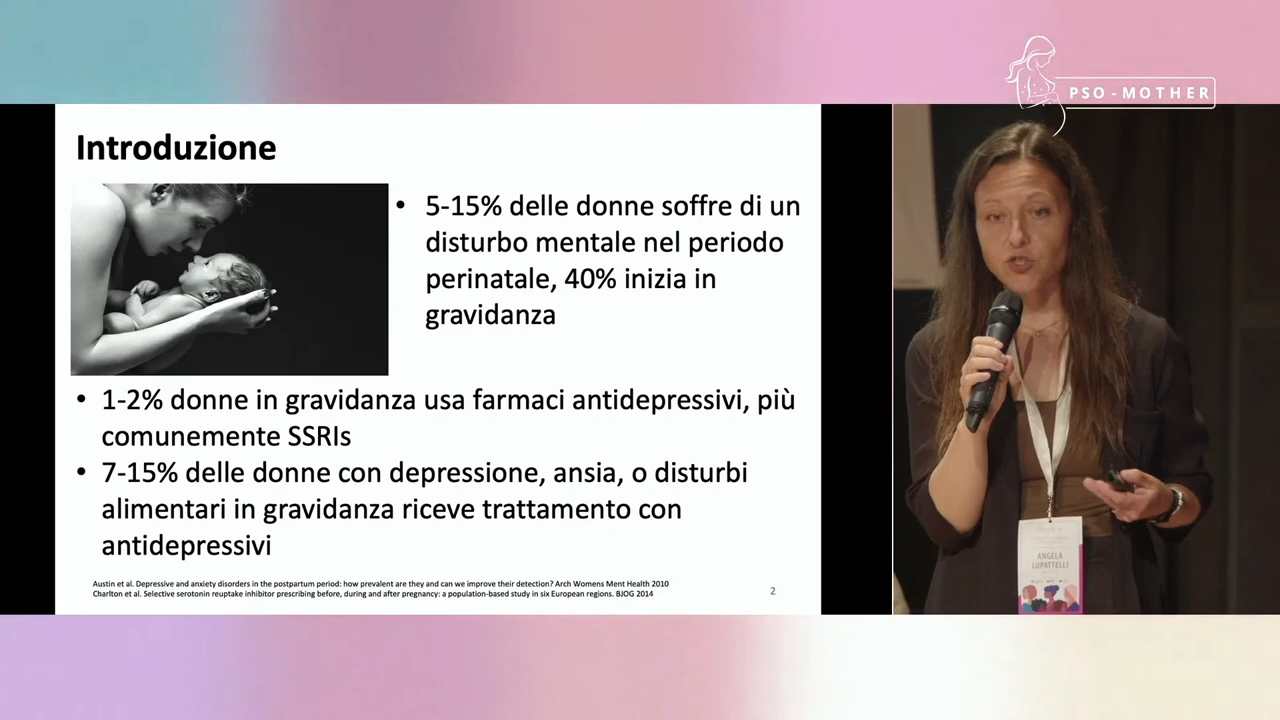 PSO-MOTHER
Introduzione
• 5-15% delle donne soffre di un
disturbo mentale nel periodo
perinatale, 40% inizia in
gravidanza
• 1-2% donne in gravidanza usa farmaci antidepressivi, più
comunemente SSRIs
• 7-15% delle donne con depressione, ansia, o disturbi
alimentari in gravidanza riceve trattamento con
antidepressivi
Austin et al. Depressive and anxiety disorders in the postpartum period: how prevalent are they and can we improve their detection? Arch Womens Ment Health 2010
Charlton et al. Selective serotonin reuptake inhibitor prescribing before, during and after pregnancy: a population-based study in six European regions. BJOG 2014
2
ANGELA
LUPATTELLI